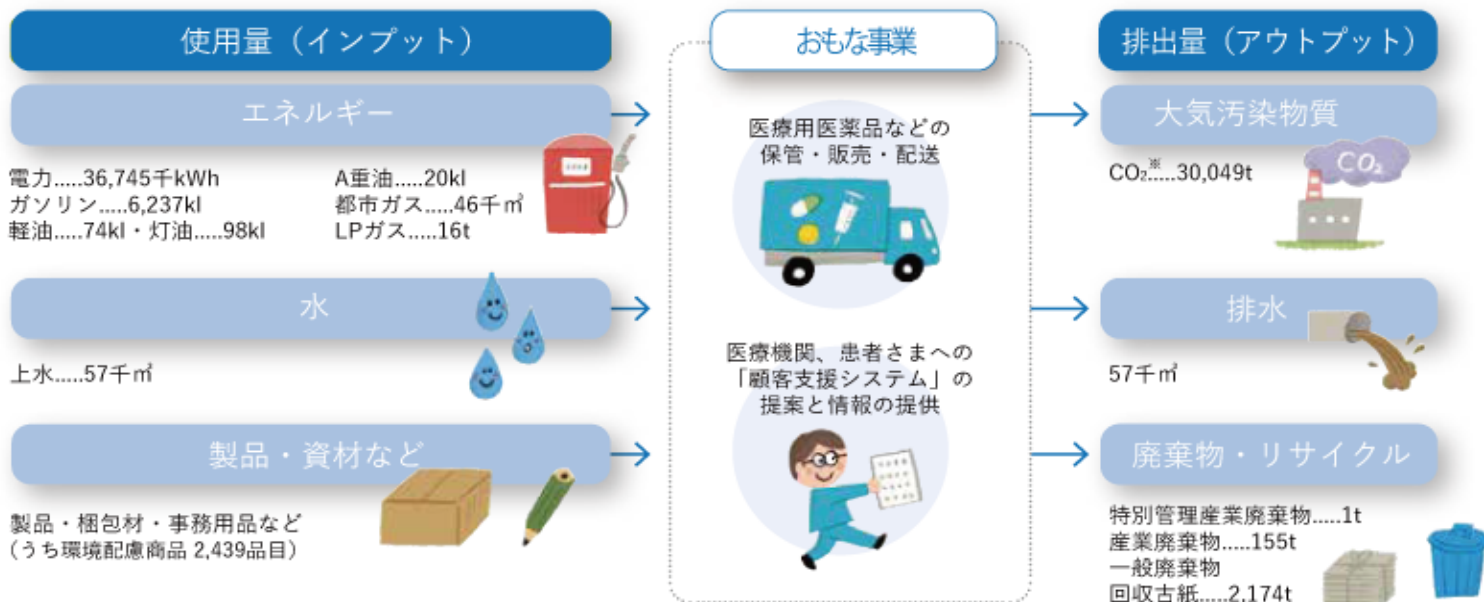 使用量（インプット）
エネルギー
電力.....36,745千kWh
ガソリン.....6,237kl
軽油.....74kl・灯油.....98kl
A重油.....20kl
都市ガス.....46千㎥
LPガス.....16t
水
上水.....57千㎥
製品・資材など
製品・梱包材・事務用品など
(うち環境配慮商品 2,439品目)
おもな事業
医療用医薬品などの
保管・販売・配送
医療機関、患者さまへの
「顧客支援システム」の
提案と情報の提供
排出量（アウトプット）
大気汚染物質
CO₂※.....30,049t
CO₂
排水
57千㎥
廃棄物・リサイクル
特別管理産業廃棄物.....1t
産業廃棄物.....155t
一般廃棄物
回収古紙.....2,174t